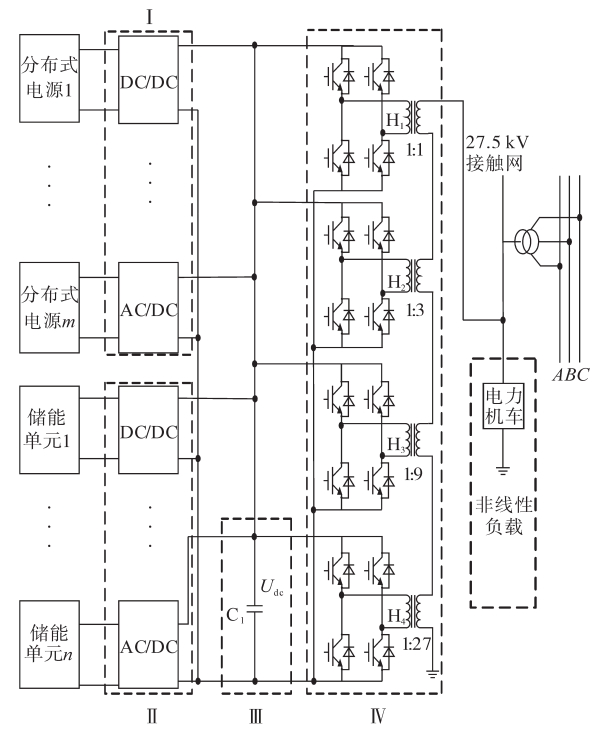 Ⅰ
分布式
电源1
DC/DC
分布式
电源m
AC/DC
储能
单元1
DC/DC
储能
单元n
AC/DC
Ⅱ
C₁
U_dc
Ⅲ
H₁
1:1
H₂
1:3
H₃
1:9
H₄
1:27
Ⅳ
27.5 kV
接触网
ABC
电力
机车
非线性
负载